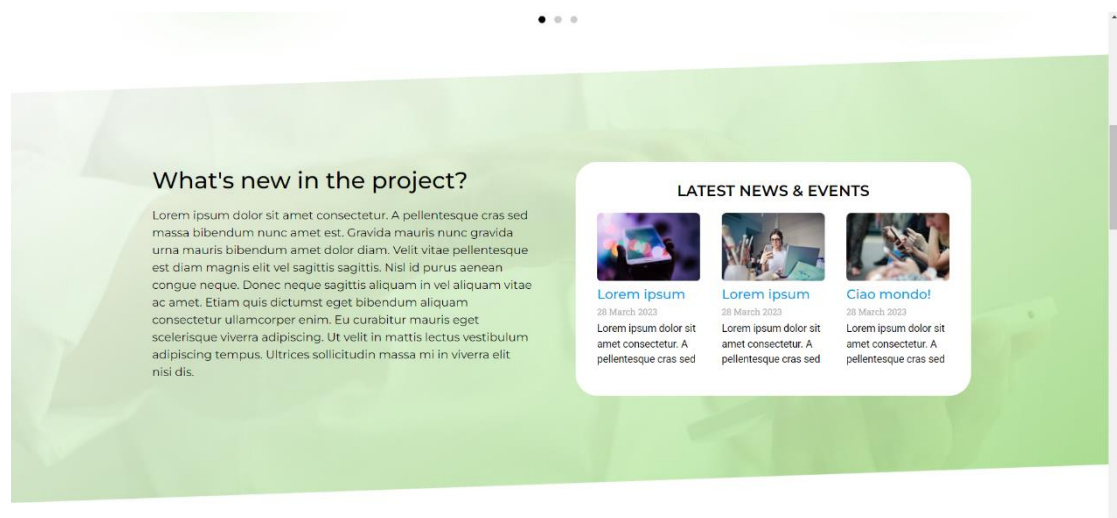 What's new in the project?
Lorem ipsum dolor sit amet consectetur. A pellentesque cras sed
massa bibendum nunc amet est. Gravida mauris nunc gravida
urna mauris bibendum amet dolor diam. Velit vitae pellentesque
est diam magnis elit vel sagittis sagittis. Nisl id purus aenean
congue neque. Donec neque sagittis aliquam in vel aliquam vitae
ac amet. Etiam quis dictumst eget bibendum aliquam
consectetur ullamcorper enim. Eu curabitur mauris eget
scelerisque viverra adipiscing. Ut velit in mattis lectus vestibulum
adipiscing tempus. Ultrices sollicitudin massa mi in viverra elit
nisi dis.
LATEST NEWS & EVENTS
Lorem ipsum
28 March 2023
Lorem ipsum dolor sit
amet consectetur. A
pellentesque cras sed
Lorem ipsum
28 March 2023
Lorem ipsum dolor sit
amet consectetur. A
pellentesque cras sed
Ciao mondo!
28 March 2023
Lorem ipsum dolor sit
amet consectetur. A
pellentesque cras sed